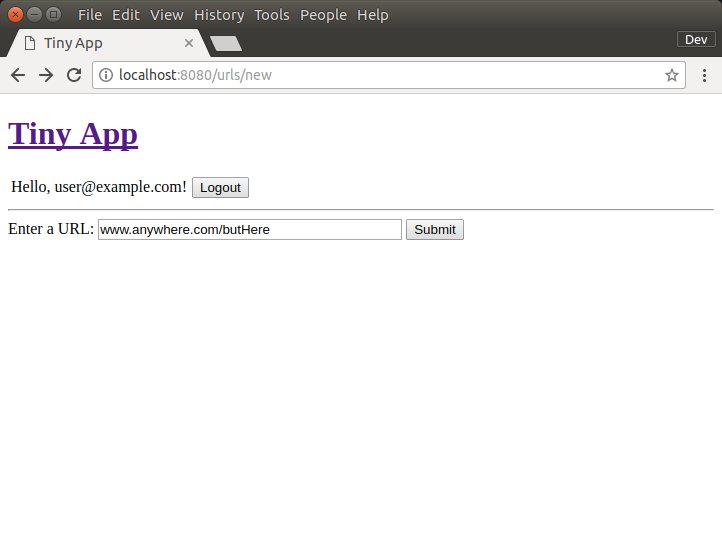 File Edit View History Tools People Help
Tiny App
Dev
localhost:8080/urls/new
Tiny App
Hello, user@example.com! Logout
Enter a URL: www.anywhere.com/butHere Submit